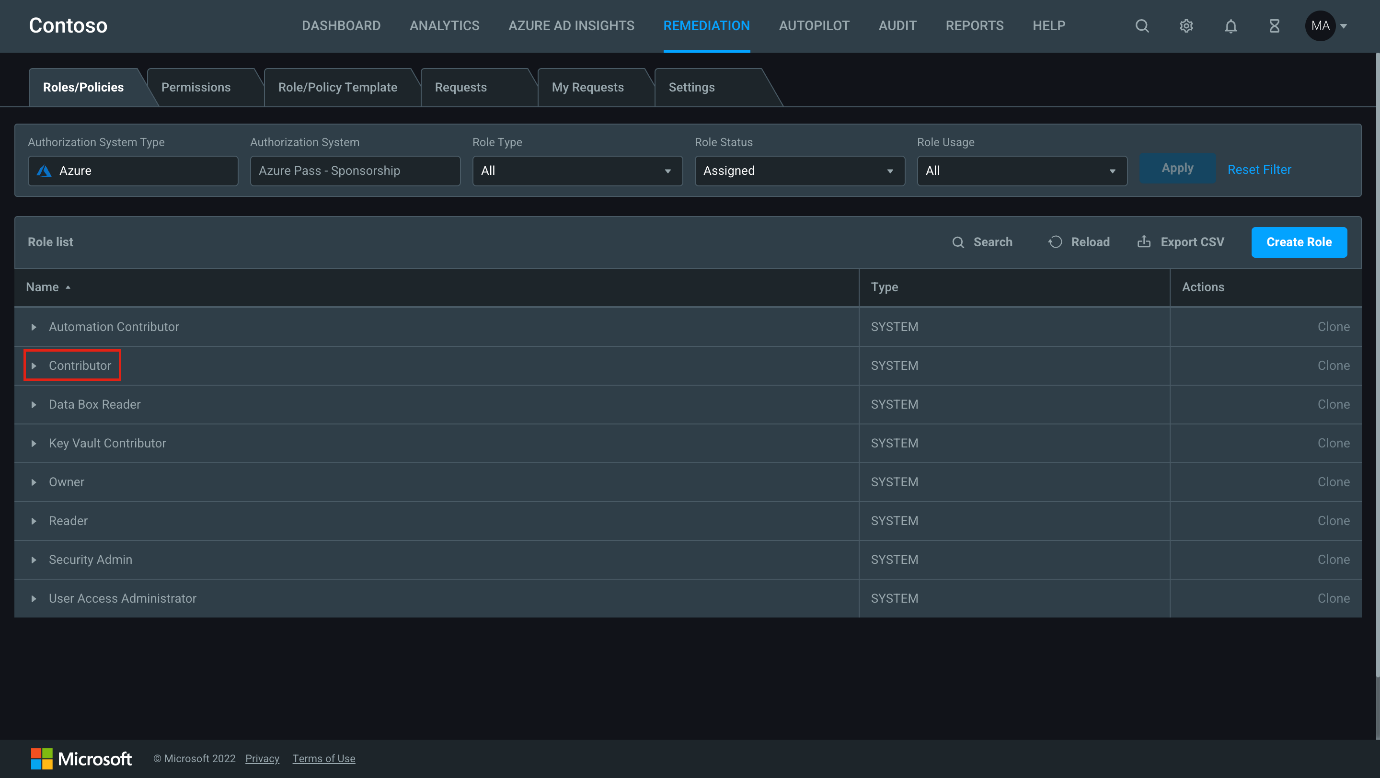 Contoso
DASHBOARD ANALYTICS AZURE AD INSIGHTS REMEDIATION AUTOPILOT AUDIT REPORTS HELP MA
Roles/Policies Permissions Role/Policy Template Requests My Requests Settings
Authorization System Type Authorization System Role Type Role Status Role Usage
Azure Azure Pass - Sponsorship All Assigned All Apply Reset Filter
Role list Search Reload Export CSV Create Role
Name Type Actions
Automation Contributor SYSTEM Clone
Contributor SYSTEM Clone
Data Box Reader SYSTEM Clone
Key Vault Contributor SYSTEM Clone
Owner SYSTEM Clone
Reader SYSTEM Clone
Security Admin SYSTEM Clone
User Access Administrator SYSTEM Clone
Microsoft © Microsoft 2022 Privacy Terms of Use